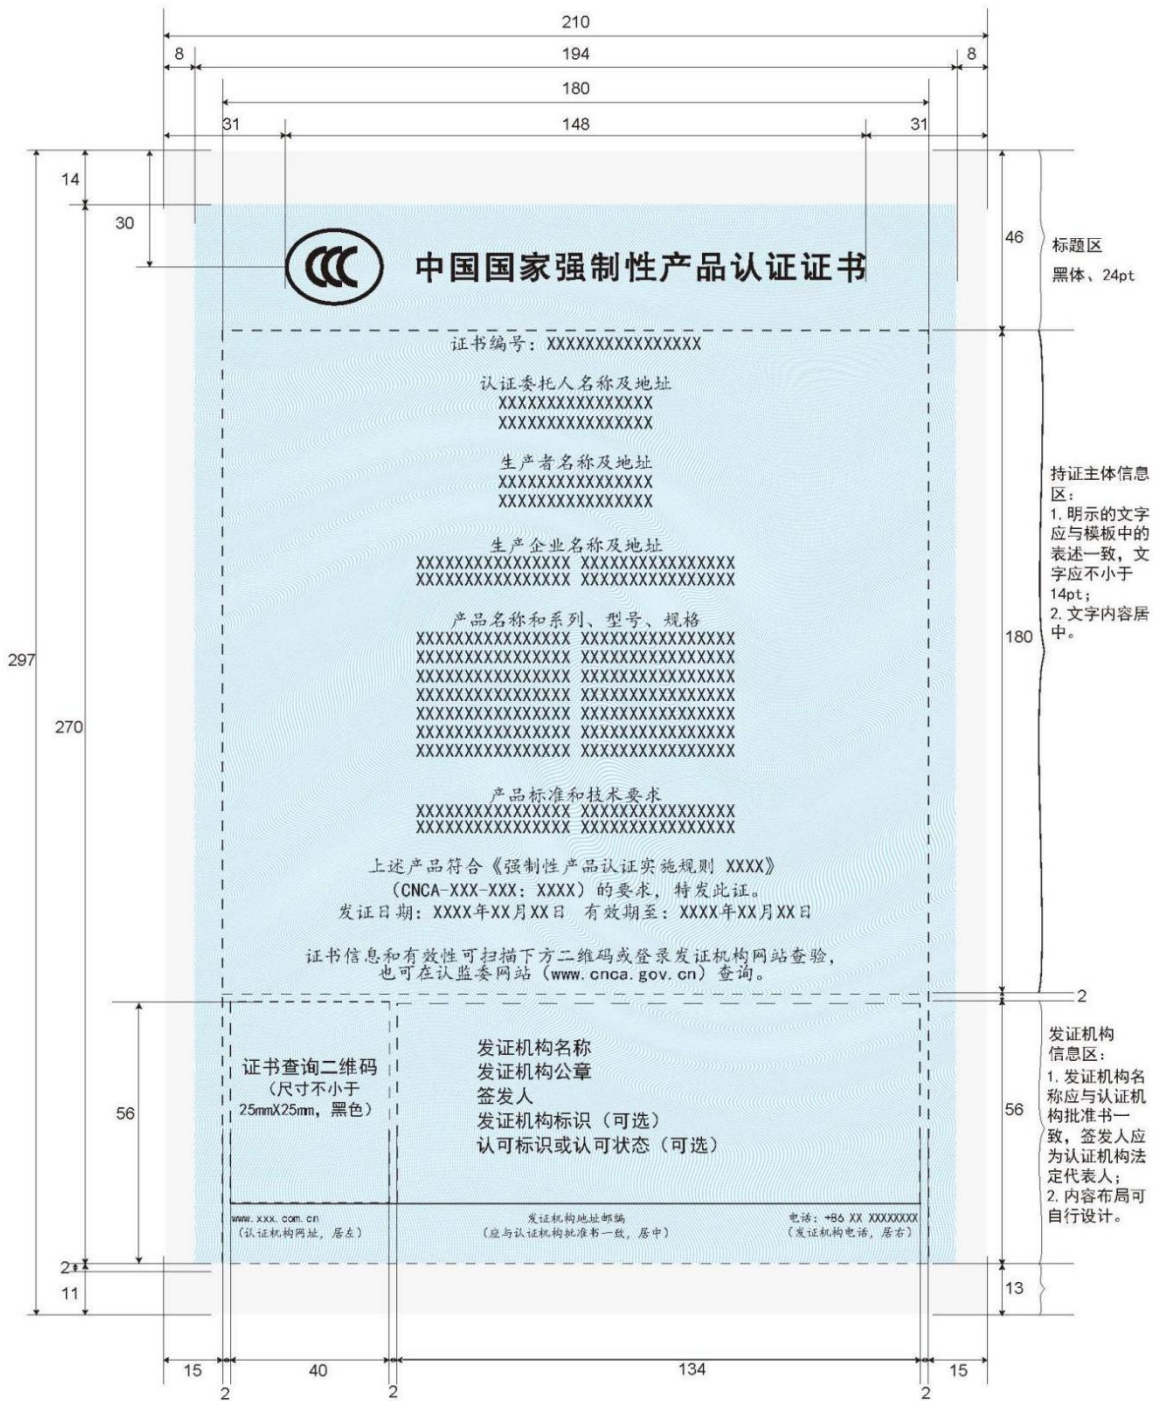 210
8
194
8
180
31
148
31
14
30
46
标题区
黑体、24pt
CCC
中国国家强制性产品认证证书
证书编号：XXXXXXXXXXXXXXXX
认证委托人名称及地址
XXXXXXXXXXXXXXXX
XXXXXXXXXXXXXXXX
生产者名称及地址
XXXXXXXXXXXXXXXX
XXXXXXXXXXXXXXXX
生产企业名称及地址
XXXXXXXXXXXXXXXX XXXXXXXXXXXXXXXX
XXXXXXXXXXXXXXXX XXXXXXXXXXXXXXXX
产品名称和系列、型号、规格
XXXXXXXXXXXXXXXX XXXXXXXXXXXXXXXX
XXXXXXXXXXXXXXXX XXXXXXXXXXXXXXXX
XXXXXXXXXXXXXXXX XXXXXXXXXXXXXXXX
XXXXXXXXXXXXXXXX XXXXXXXXXXXXXXXX
XXXXXXXXXXXXXXXX XXXXXXXXXXXXXXXX
XXXXXXXXXXXXXXXX XXXXXXXXXXXXXXXX
XXXXXXXXXXXXXXXX XXXXXXXXXXXXXXXX
产品标准和技术要求
XXXXXXXXXXXXXXXX XXXXXXXXXXXXXXXX
XXXXXXXXXXXXXXXX XXXXXXXXXXXXXXXX
上述产品符合《强制性产品认证实施规则 XXXX》
（CNCA-XXX-XXX：XXXX）的要求，特发此证。
发证日期：XXXX年XX月XX日 有效期至：XXXX年XX月XX日
证书信息和有效性可扫描下方二维码或登录发证机构网站查验，
也可在认监委网站（www.cnca.gov.cn）查询。
297
270
180
持证主体信息
区：
1. 明示的文字
应与模板中的
表述一致，文
字应不小于
14pt；
2. 文字内容居
中。
2
56
证书查询二维码
（尺寸不小于
25mmX25mm，黑色）
发证机构名称
发证机构公章
签发人
发证机构标识（可选）
认可标识或认可状态（可选）
56
发证机构
信息区：
1. 发证机构名
称应与认证机
构批准书一
致，签发人应
为认证机构法
定代表人；
2. 内容布局可
自行设计。
www.xxx.com.cn
（认证机构网址，居左）
发证机构地址邮编
（应与认证机构批准书一致，居中）
电话：+86 XX XXXXXXXX
（发证机构电话，居右）
2
11
13
15
40
134
15
2
2
2